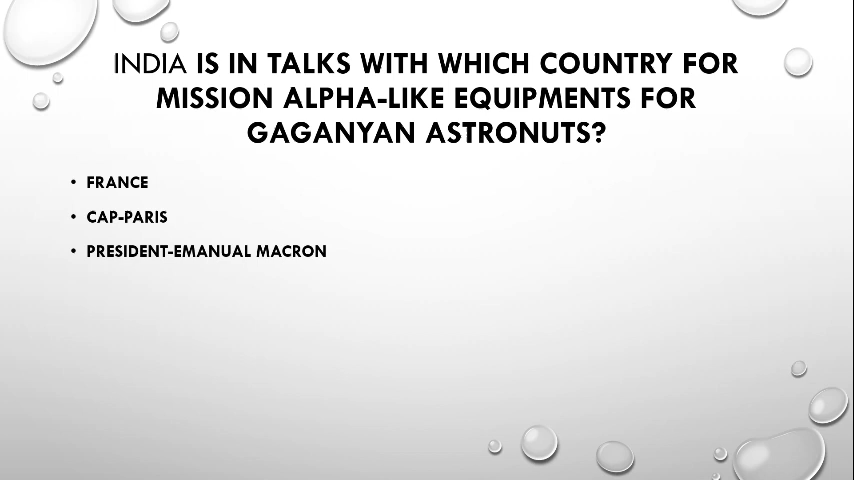 INDIA IS IN TALKS WITH WHICH COUNTRY FOR
MISSION ALPHA-LIKE EQUIPMENTS FOR
GAGANYAN ASTRONUTS?
• FRANCE
• CAP-PARIS
• PRESIDENT-EMANUAL MACRON